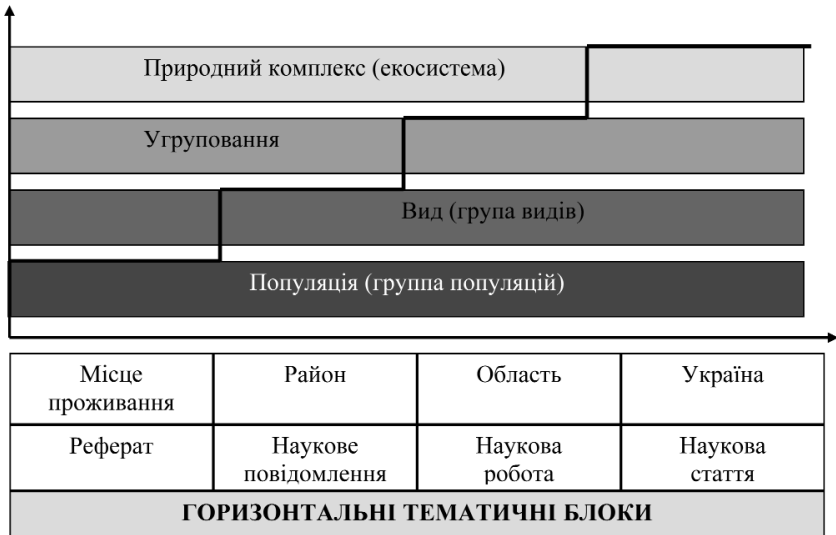 Природний комплекс (екосистема)
Угруповання
Вид (група видів)
Популяція (группа популяцій)
Місце
проживання
Район
Область
Україна
Реферат
Наукове
повідомлення
Наукова
робота
Наукова
стаття
ГОРИЗОНТАЛЬНІ ТЕМАТИЧНІ БЛОКИ